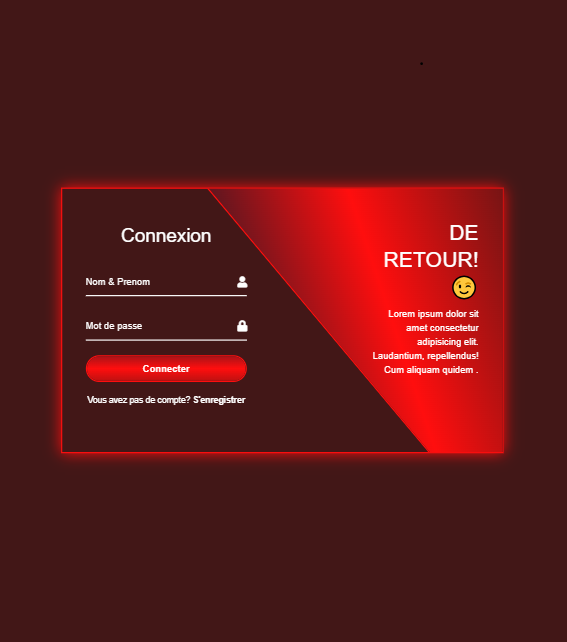 Connexion
Nom & Prenom
Mot de passe
Connecter
Vous avez pas de compte? S'enregistrer
DE
RETOUR!
Lorem ipsum dolor sit
amet consectetur
adipisicing elit.
Laudantium, repellendus!
Cum aliquam quidem .